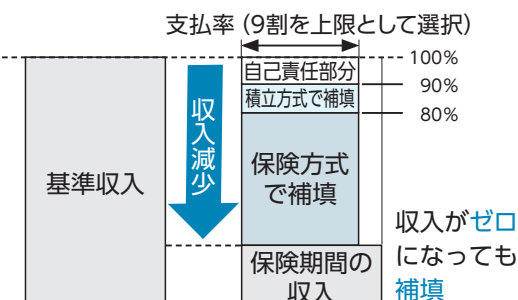 支払率（9割を上限として選択）
100%
自己責任部分
90%
積立方式で補填
80%
収入減少
基準収入
保険方式
で補填
収入がゼロ
になっても
補填
保険期間の
収入